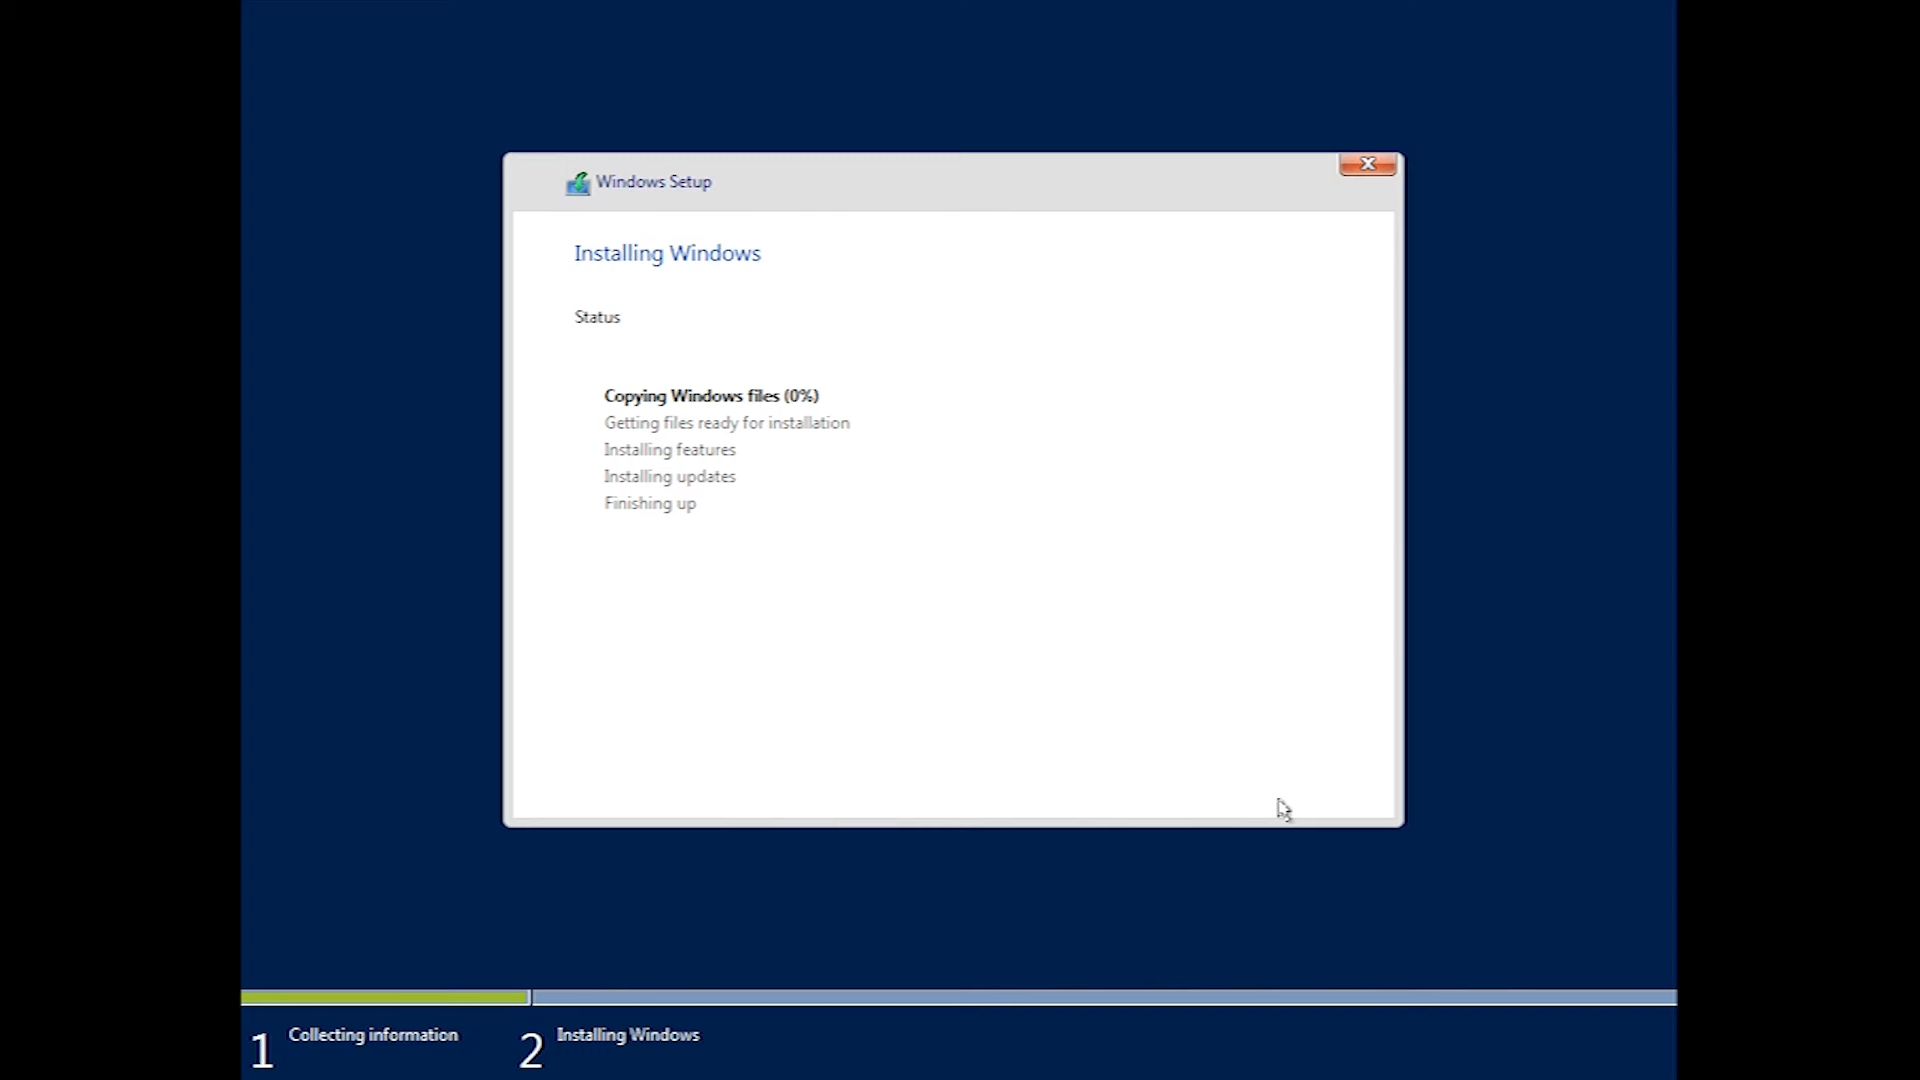 Windows Setup
Installing Windows
Status
Copying Windows files (0%)
Getting files ready for installation
Installing features
Installing updates
Finishing up
1 Collecting information
2 Installing Windows